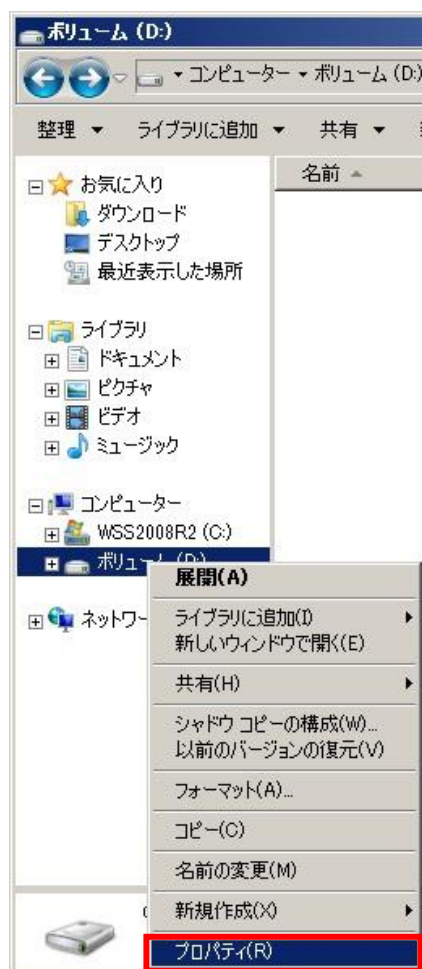 ボリューム (D:)
コンピューター ボリューム (D:)
整理 ライブラリに追加 共有
名前
お気に入り
ダウンロード
デスクトップ
最近表示した場所
ライブラリ
ドキュメント
ピクチャ
ビデオ
ミュージック
コンピューター
WSS2008R2 (C:)
ボリューム (D:)
ネットワー
展開(A)
ライブラリに追加(I)
新しいウィンドウで開く(E)
共有(H)
シャドウ コピーの構成(W)...
以前のバージョンの復元(V)
フォーマット(A)...
コピー(C)
名前の変更(M)
新規作成(X)
プロパティ(R)